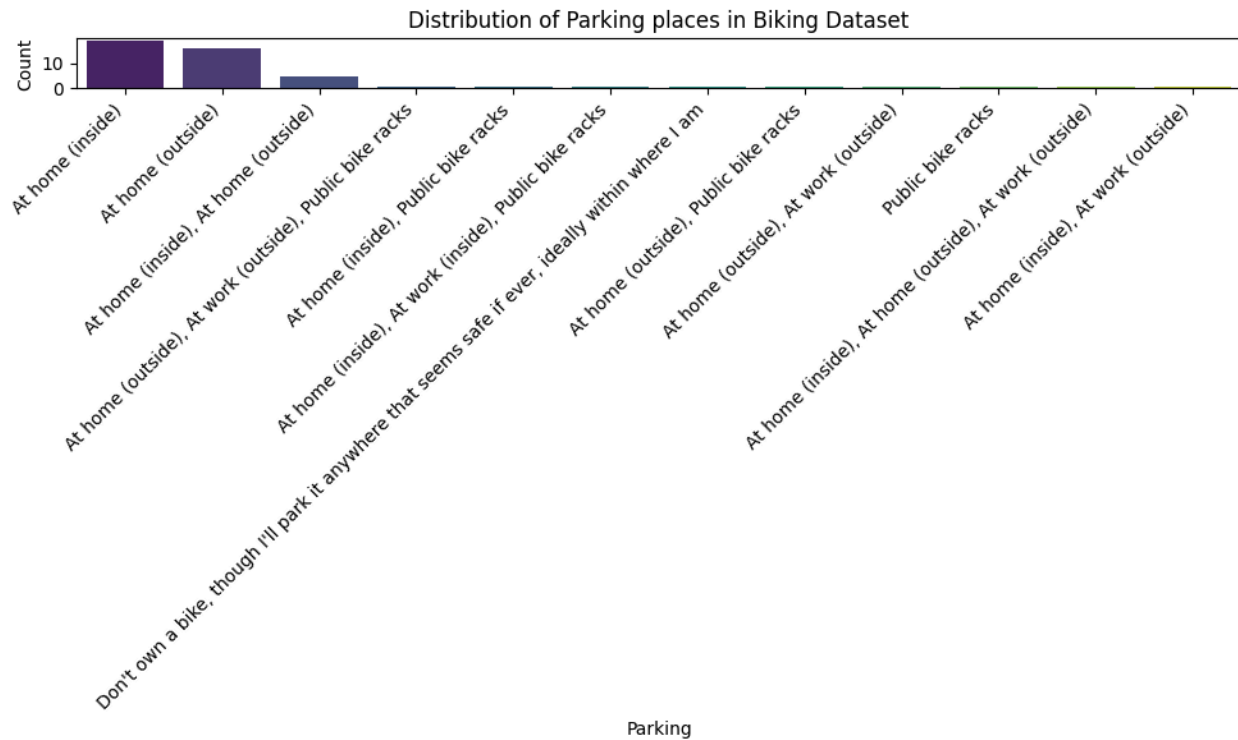 Distribution of Parking places in Biking Dataset
Count
10
0
At home (inside)
At home (outside)
At home (inside), At home (outside)
At home (outside), At work (outside), Public bike racks
At home (inside), Public bike racks
At home (inside), At work (inside), Public bike racks
Don't own a bike, though I'll park it anywhere that seems safe if ever, ideally within where I am
At home (outside), Public bike racks
At home (outside), At work (outside)
Public bike racks
At home (inside), At home (outside), At work (outside)
At home (inside), At work (outside)
Parking